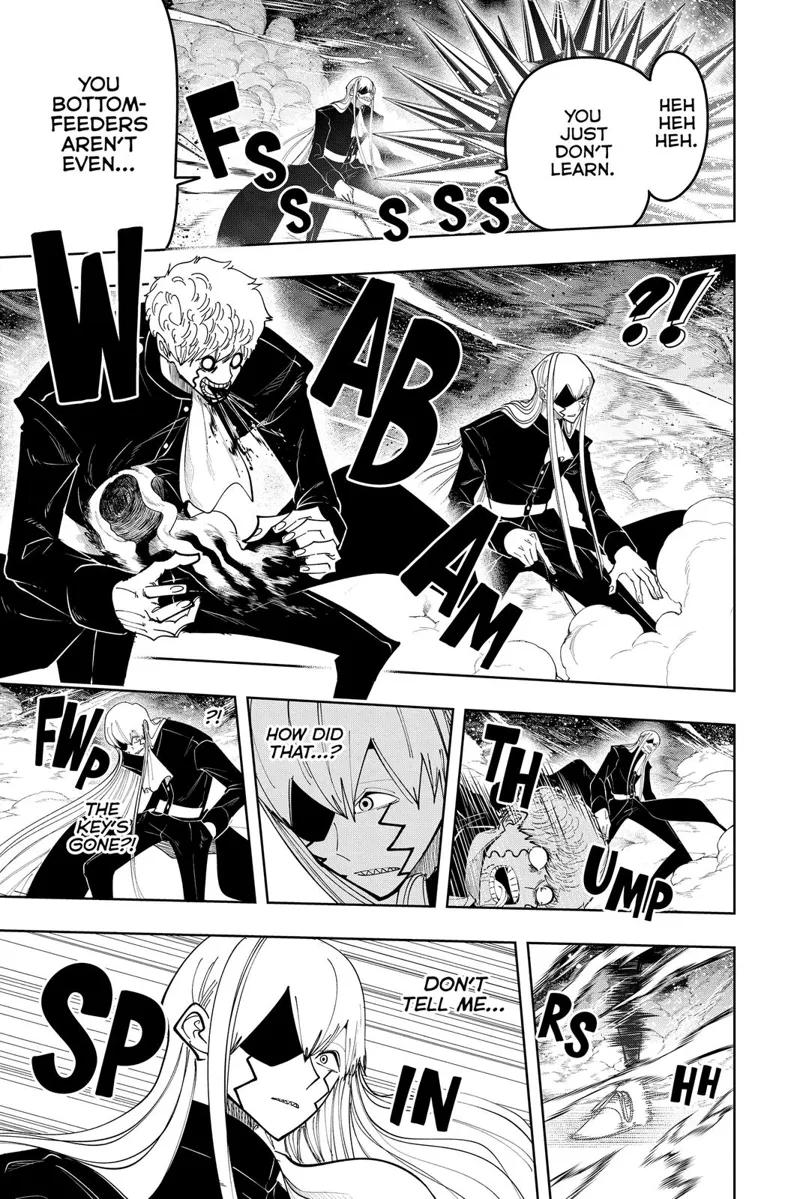 HEH
HEH
HEH.
YOU
JUST
DON'T
LEARN.
FSSSSS
YOU
BOTTOM-
FEEDERS
AREN'T
EVEN...
?!
WABAM
THUMP
HOW DID
THAT...?
?!
FWP
THE
KEY'S
GONE?!
RSHH
DON'T
TELL ME...
SPIN